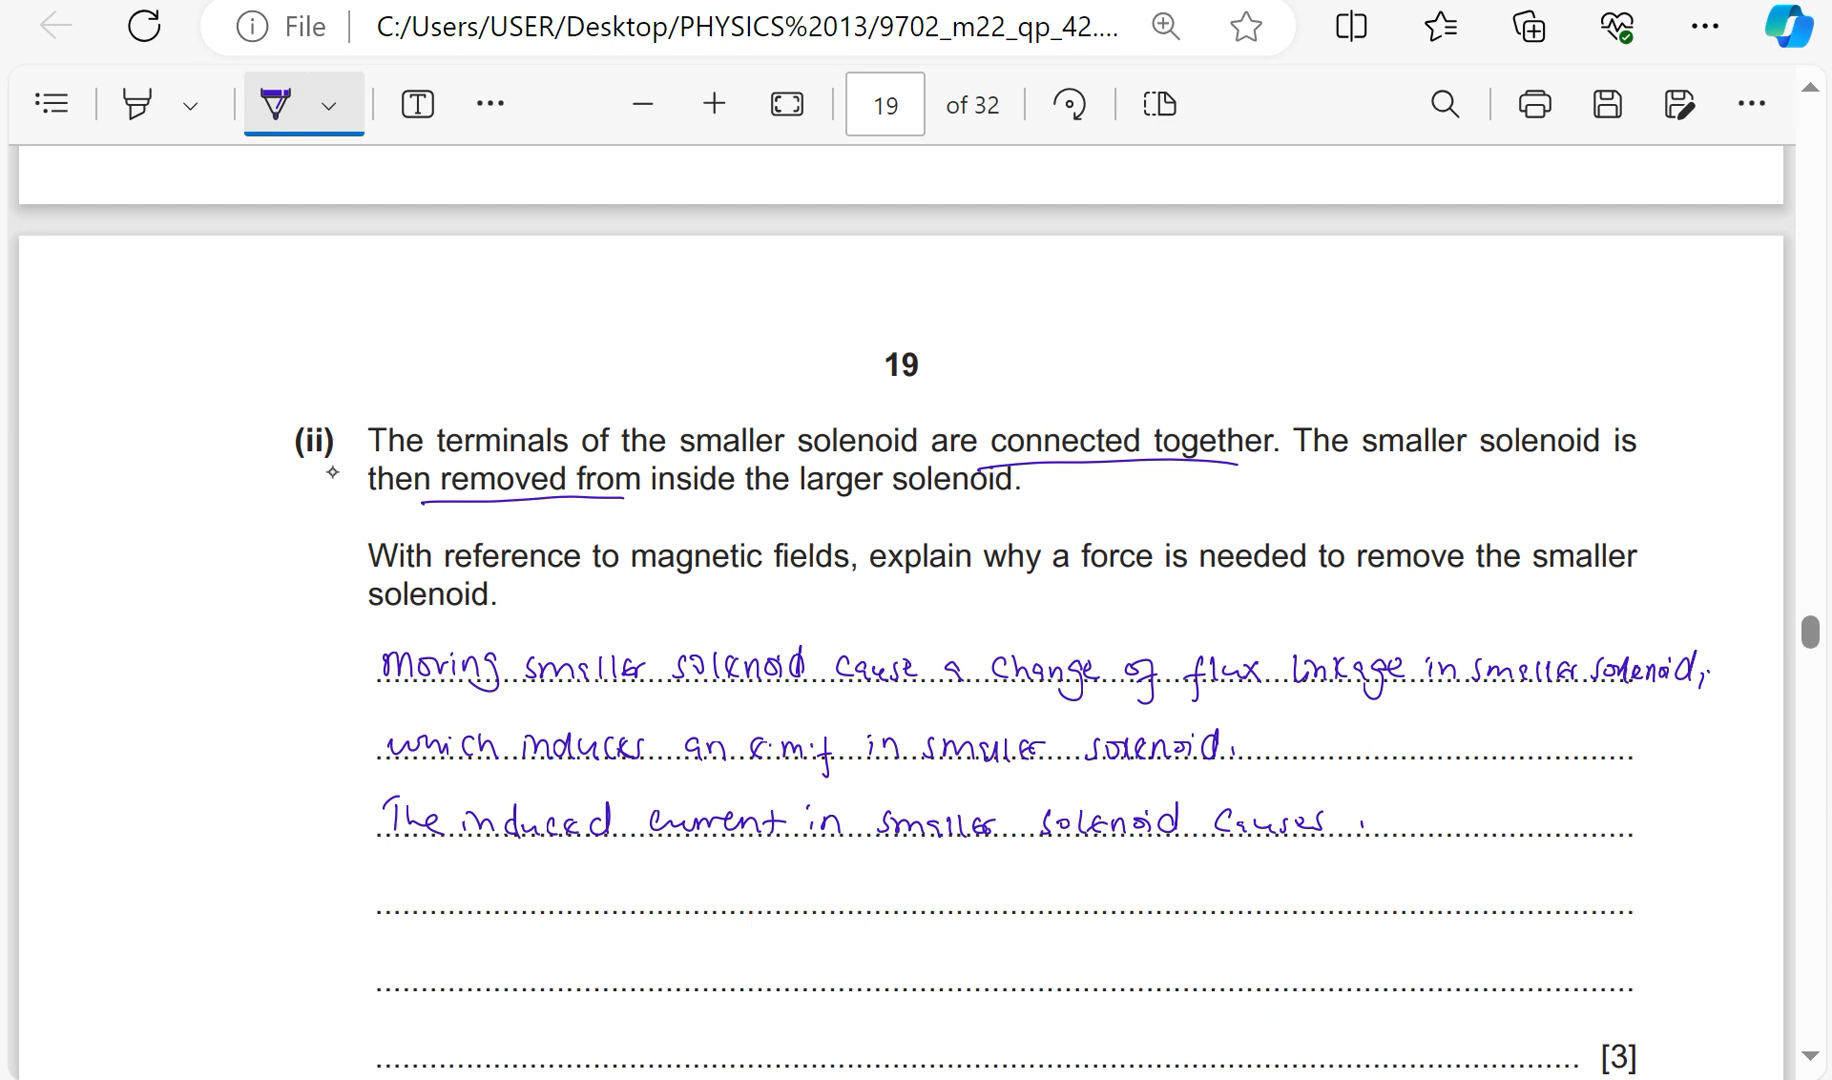 File
C:/Users/USER/Desktop/PHYSICS%2013/9702_m22_qp_42....
19 of 32
19
(ii) The terminals of the smaller solenoid are connected together. The smaller solenoid is
then removed from inside the larger solenoid.
With reference to magnetic fields, explain why a force is needed to remove the smaller
solenoid.
moving smaller solenoid cause a change of flux linkage in smaller solenoid,
which induces an e.m.f in smaller solenoid.
The induced current in smaller solenoid causes
[3]